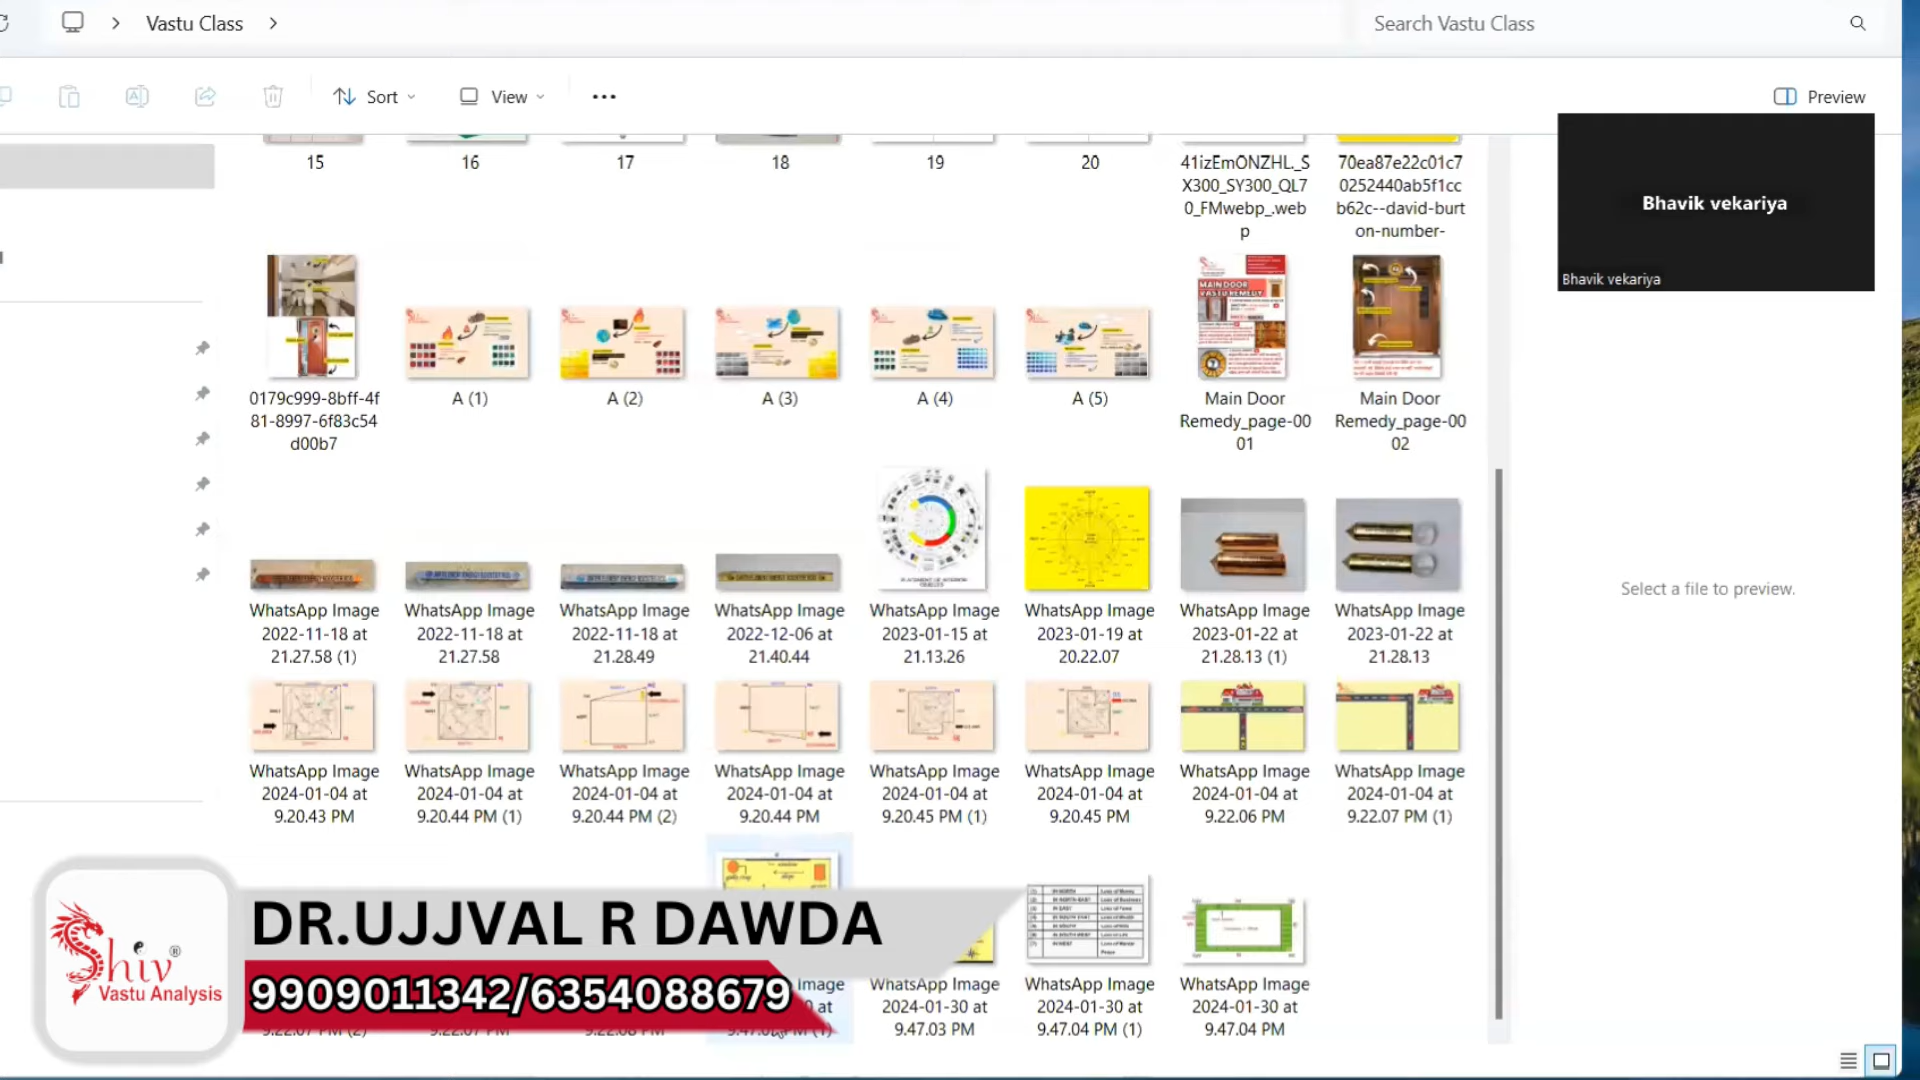 Vastu Class
Search Vastu Class
Sort
View
Preview
15
16
17
18
19
20
41izEmONZHL._S
X300_SY300_QL7
0_FMwebp_.web
p
70ea87e22c01c7
0252440ab5f1cc
b62c--david-burt
on-number-
Bhavik vekariya
Bhavik vekariya
MAIN DOOR
VASTU REMEDY
0179c999-8bff-4f
81-8997-6f83c54
d00b7
A (1)
A (2)
A (3)
A (4)
A (5)
Main Door
Remedy_page-00
01
Main Door
Remedy_page-00
02
Select a file to preview.
WhatsApp Image
2022-11-18 at
21.27.58 (1)
WhatsApp Image
2022-11-18 at
21.27.58
WhatsApp Image
2022-11-18 at
21.28.49
WhatsApp Image
2022-12-06 at
21.40.44
WhatsApp Image
2023-01-15 at
21.13.26
WhatsApp Image
2023-01-19 at
20.22.07
WhatsApp Image
2023-01-22 at
21.28.13 (1)
WhatsApp Image
2023-01-22 at
21.28.13
WhatsApp Image
2024-01-04 at
9.20.43 PM
WhatsApp Image
2024-01-04 at
9.20.44 PM (1)
WhatsApp Image
2024-01-04 at
9.20.44 PM (2)
WhatsApp Image
2024-01-04 at
9.20.44 PM
WhatsApp Image
2024-01-04 at
9.20.45 PM (1)
WhatsApp Image
2024-01-04 at
9.20.45 PM
WhatsApp Image
2024-01-04 at
9.22.06 PM
WhatsApp Image
2024-01-04 at
9.22.07 PM (1)
WhatsApp Image
2024-01-30 at
9.47.03 PM
WhatsApp Image
2024-01-30 at
9.47.04 PM (1)
WhatsApp Image
2024-01-30 at
9.47.04 PM
Shiv ®
Vastu Analysis
DR.UJJVAL R DAWDA
9909011342/6354088679